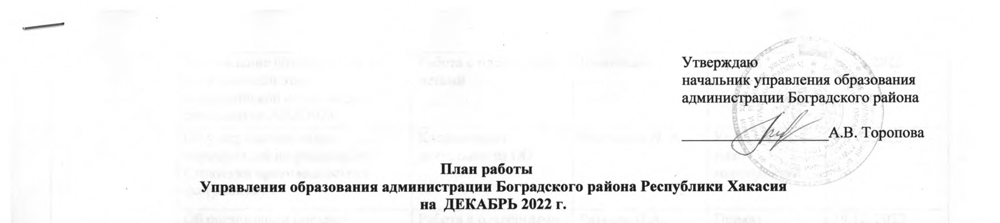 Утверждаю
начальник управления образования
администрации Боградского района
А.В. Торопова
План работы
Управления образования администрации Боградского района Республики Хакасия
на ДЕКАБРЬ 2022 г.